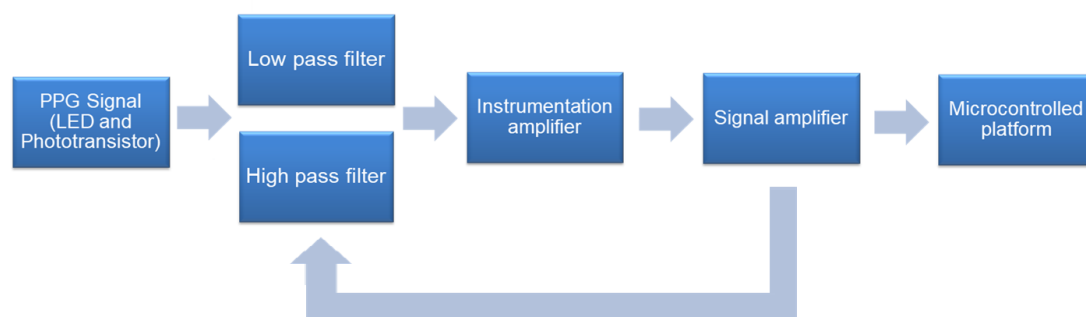 PPG Signal
(LED and
Phototransistor)
Low pass filter
High pass filter
Instrumentation
amplifier
Signal amplifier
Microcontrolled
platform